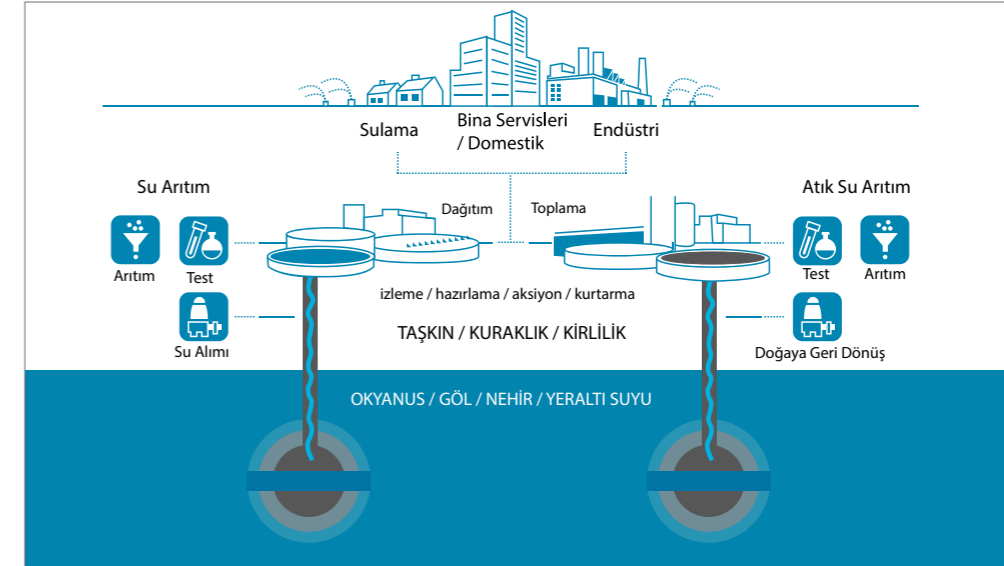 Sulama
Bina Servisleri
/ Domestik
Endüstri
Su Arıtım
Atık Su Arıtım
Dağıtım
Toplama
Arıtım
Test
Test
Arıtım
izleme / hazırlama / aksiyon / kurtarma
TAŞKIN / KURAKLIK / KİRLİLİK
Su Alımı
Doğaya Geri Dönüş
OKYANUS / GÖL / NEHİR / YERALTI SUYU